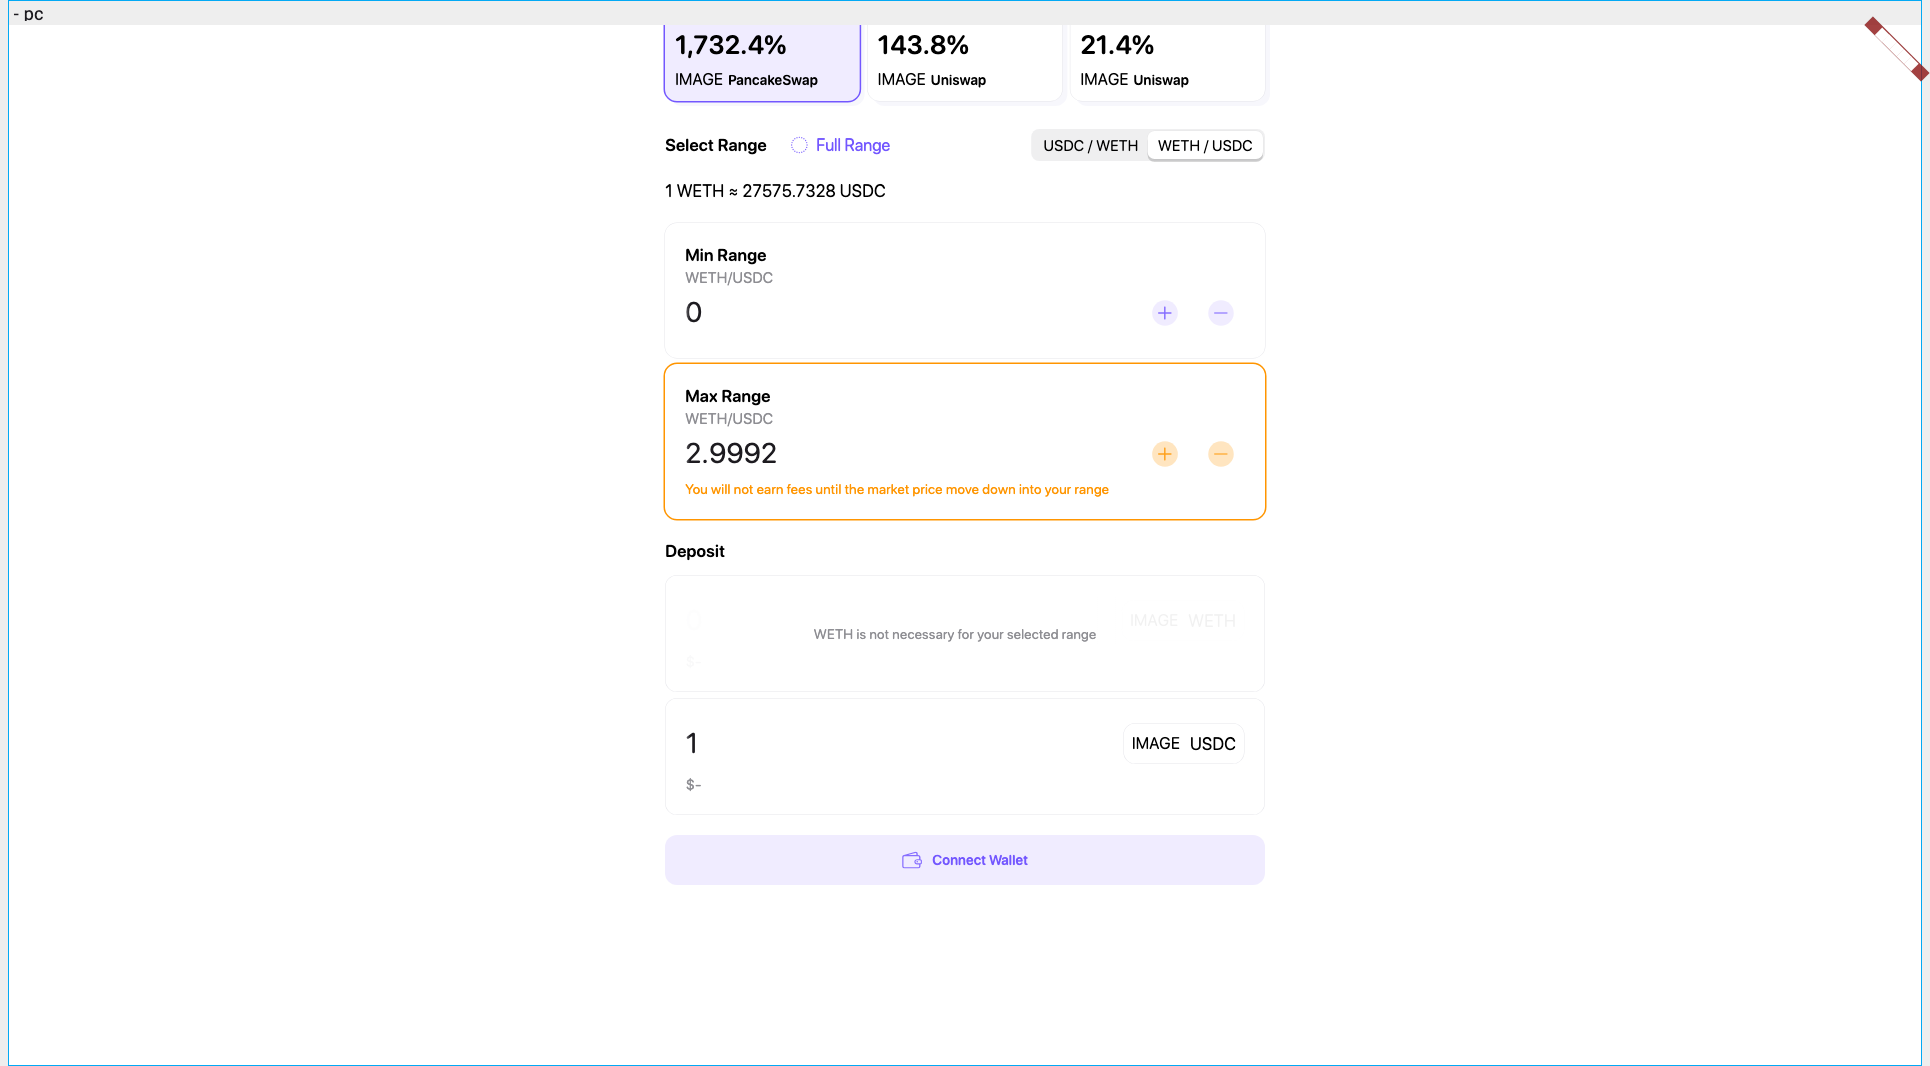 - pc
1,732.4%
IMAGE PancakeSwap
143.8%
IMAGE Uniswap
21.4%
IMAGE Uniswap
Select Range
Full Range
USDC / WETH
WETH / USDC
1 WETH ≈ 27575.7328 USDC
Min Range
WETH/USDC
0
Max Range
WETH/USDC
2.9992
You will not earn fees until the market price move down into your range
Deposit
0
IMAGE WETH
WETH is not necessary for your selected range
$-
1
IMAGE USDC
$-
Connect Wallet